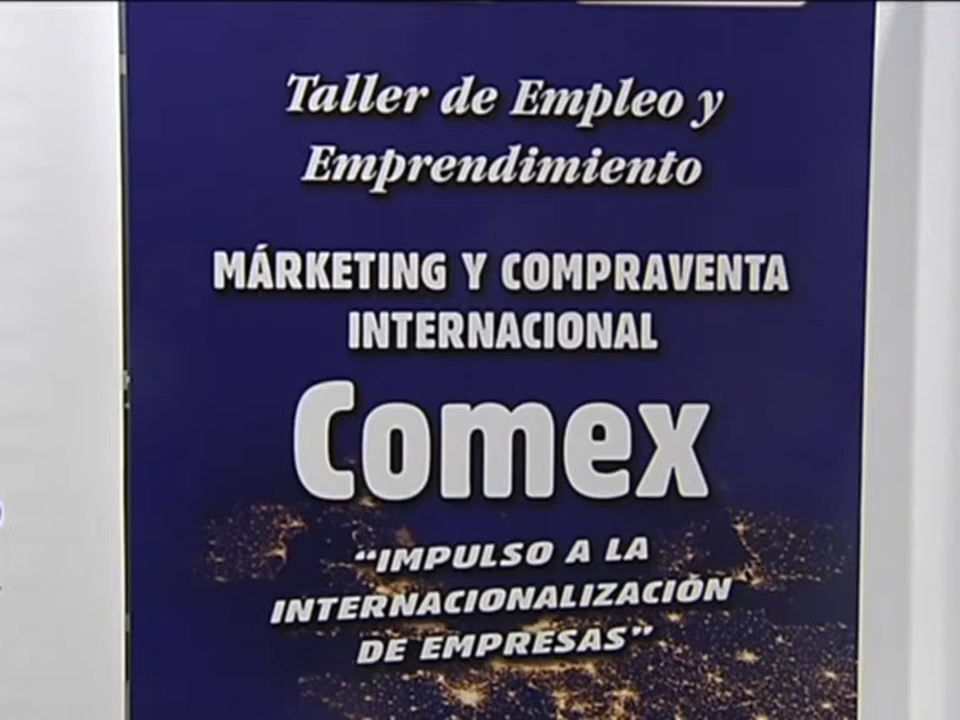 Taller de Empleo y
Emprendimiento
MÁRKETING Y COMPRAVENTA
INTERNACIONAL
Comex
“IMPULSO A LA
INTERNACIONALIZACIÓN
DE EMPRESAS”